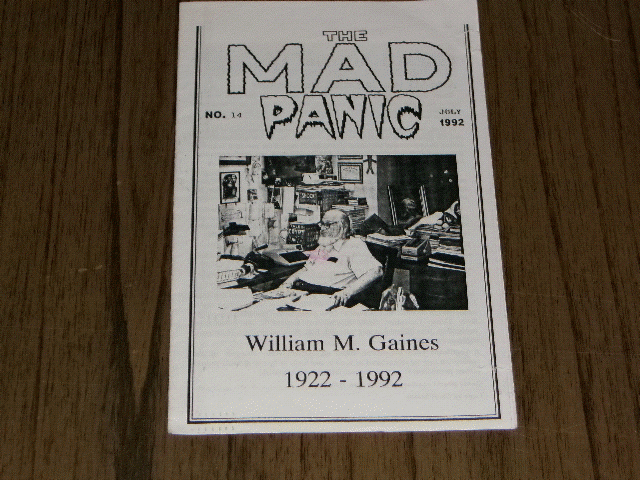 THE
MAD
PANIC
NO. 14
JULY
1992
William M. Gaines
1922 - 1992